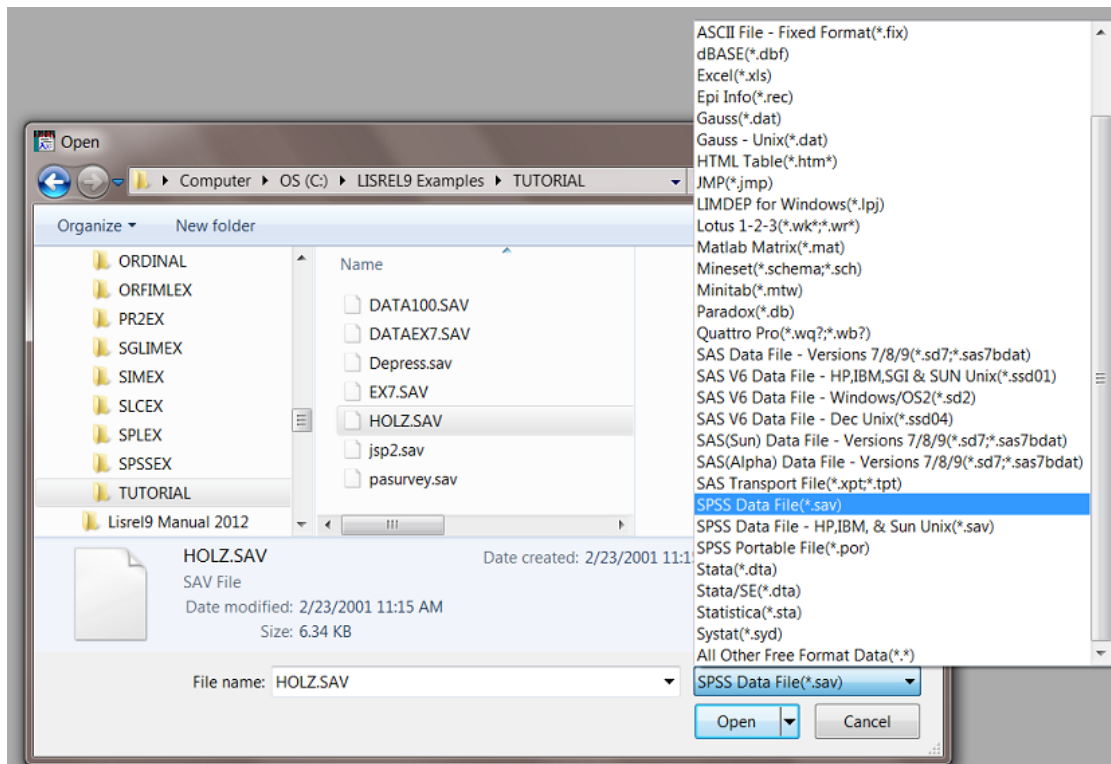 Open
Computer OS (C:) LISREL9 Examples TUTORIAL
Organize New folder
ORDINAL
ORFIMLEX
PR2EX
SGLIMEX
SIMEX
SLCEX
SPLEX
SPSSEX
TUTORIAL
Lisrel9 Manual 2012
Name
DATA100.SAV
DATAEX7.SAV
Depress.sav
EX7.SAV
HOLZ.SAV
jsp2.sav
pasurvey.sav
HOLZ.SAV
SAV File
Date modified: 2/23/2001 11:15 AM
Size: 6.34 KB
Date created: 2/23/2001 11:1
File name: HOLZ.SAV
ASCII File - Fixed Format(*.fix)
dBASE(*.dbf)
Excel(*.xls)
Epi Info(*.rec)
Gauss(*.dat)
Gauss - Unix(*.dat)
HTML Table(*.htm*)
JMP(*.jmp)
LIMDEP for Windows(*.lpj)
Lotus 1-2-3(*.wk*;*.wr*)
Matlab Matrix(*.mat)
Mineset(*.schema;*.sch)
Minitab(*.mtw)
Paradox(*.db)
Quattro Pro(*.wq?;*.wb?)
SAS Data File - Versions 7/8/9(*.sd7;*.sas7bdat)
SAS V6 Data File - HP,IBM,SGI & SUN Unix(*.ssd01)
SAS V6 Data File - Windows/OS2(*.sd2)
SAS V6 Data File - Dec Unix(*.ssd04)
SAS(Sun) Data File - Versions 7/8/9(*.sd7;*.sas7bdat)
SAS(Alpha) Data File - Versions 7/8/9(*.sd7;*.sas7bdat)
SAS Transport File(*.xpt;*.tpt)
SPSS Data File(*.sav)
SPSS Data File - HP,IBM, & Sun Unix(*.sav)
SPSS Portable File(*.por)
Stata(*.dta)
Stata/SE(*.dta)
Statistica(*.sta)
Systat(*.syd)
All Other Free Format Data(*.*)
SPSS Data File(*.sav)
Open Cancel